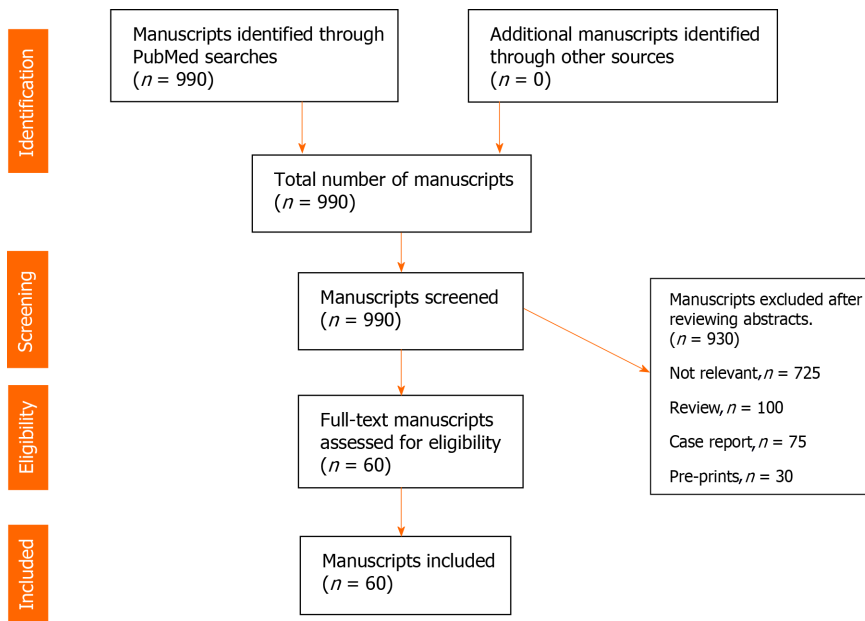 Identification
Manuscripts identified through
PubMed searches
(n = 990)
Additional manuscripts identified
through other sources
(n = 0)
Total number of manuscripts
(n = 990)
Screening
Manuscripts screened
(n = 990)
Manuscripts excluded after
reviewing abstracts.
(n = 930)
Not relevant, n = 725
Review, n = 100
Case report, n = 75
Pre-prints, n = 30
Eligibility
Full-text manuscripts
assessed for eligibility
(n = 60)
Included
Manuscripts included
(n = 60)